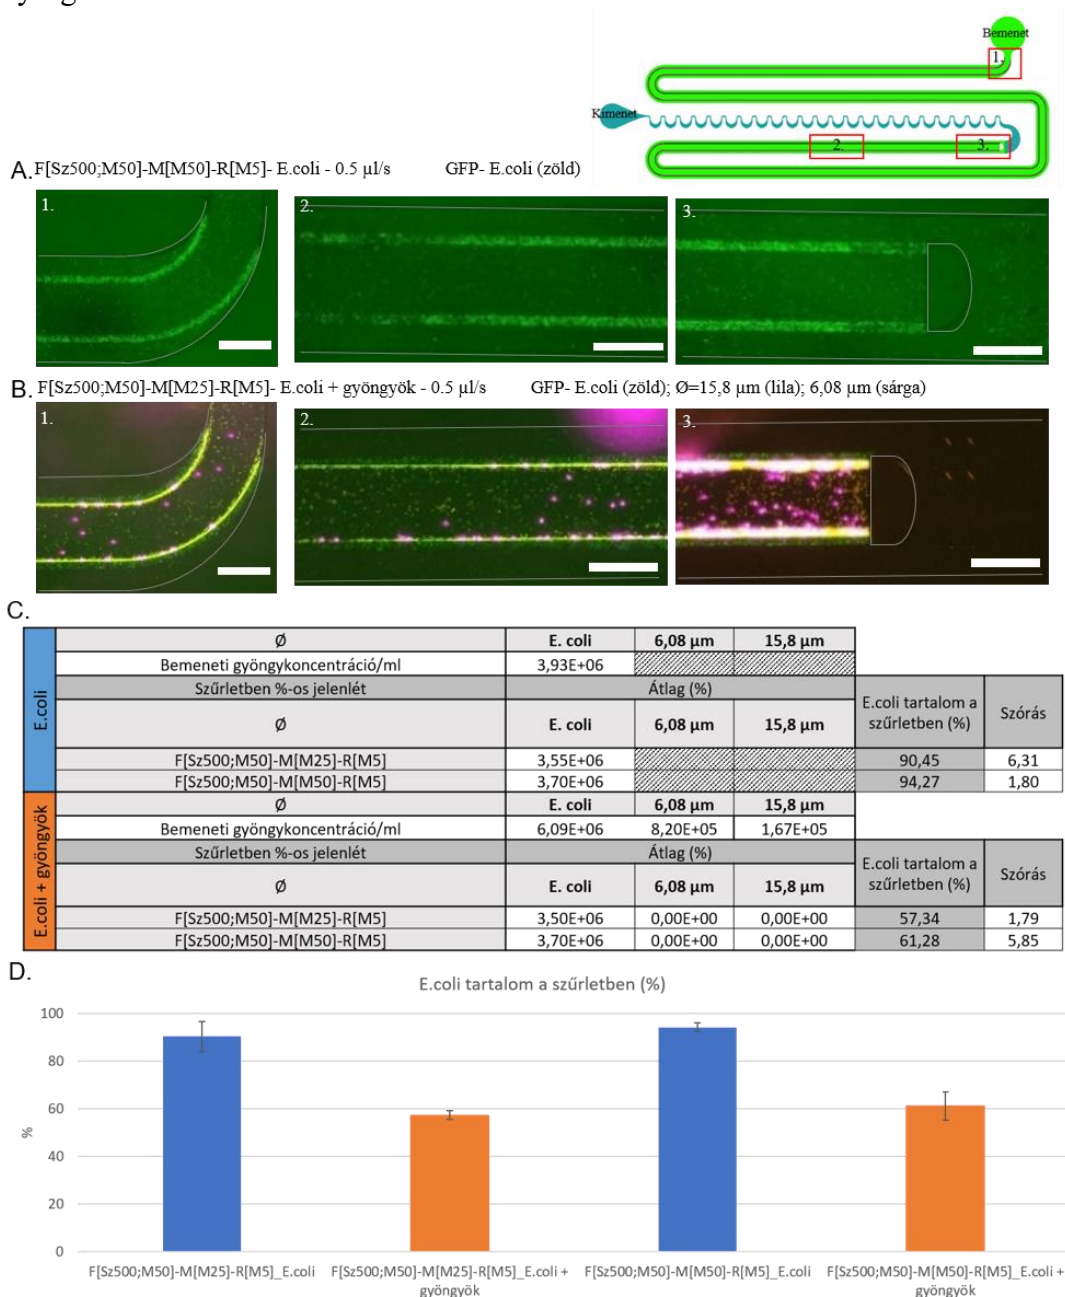 Bemenet
1.
Kimenet
2.
3.
A. F[Sz500;M50]-M[M50]-R[M5]- E.coli - 0.5 µl/s GFP- E.coli (zöld)
1.
2.
3.
B. F[Sz500;M50]-M[M25]-R[M5]- E.coli + gyöngyök - 0.5 µl/s GFP- E.coli (zöld); Ø=15,8 µm (lila); 6,08 µm (sárga)
1.
2.
3.
C.
E.coli
Ø E. coli 6,08 µm 15,8 µm
Bemeneti gyöngykoncentráció/ml 3,93E+06
Szűrletben %-os jelenlét Átlag (%) E.coli tartalom a szűrletben (%) Szórás
Ø E. coli 6,08 µm 15,8 µm
F[Sz500;M50]-M[M25]-R[M5] 3,55E+06 90,45 6,31
F[Sz500;M50]-M[M50]-R[M5] 3,70E+06 94,27 1,80
E.coli + gyöngyök
Ø E. coli 6,08 µm 15,8 µm
Bemeneti gyöngykoncentráció/ml 6,09E+06 8,20E+05 1,67E+05
Szűrletben %-os jelenlét Átlag (%) E.coli tartalom a szűrletben (%) Szórás
Ø E. coli 6,08 µm 15,8 µm
F[Sz500;M50]-M[M25]-R[M5] 3,50E+06 0,00E+00 0,00E+00 57,34 1,79
F[Sz500;M50]-M[M50]-R[M5] 3,70E+06 0,00E+00 0,00E+00 61,28 5,85
D.
E.coli tartalom a szűrletben (%)
100
80
60
40
20
0
%
F[Sz500;M50]-M[M25]-R[M5]_E.coli
F[Sz500;M50]-M[M25]-R[M5]_E.coli +
gyöngyök
F[Sz500;M50]-M[M50]-R[M5]_E.coli
F[Sz500;M50]-M[M50]-R[M5]_E.coli +
gyöngyök